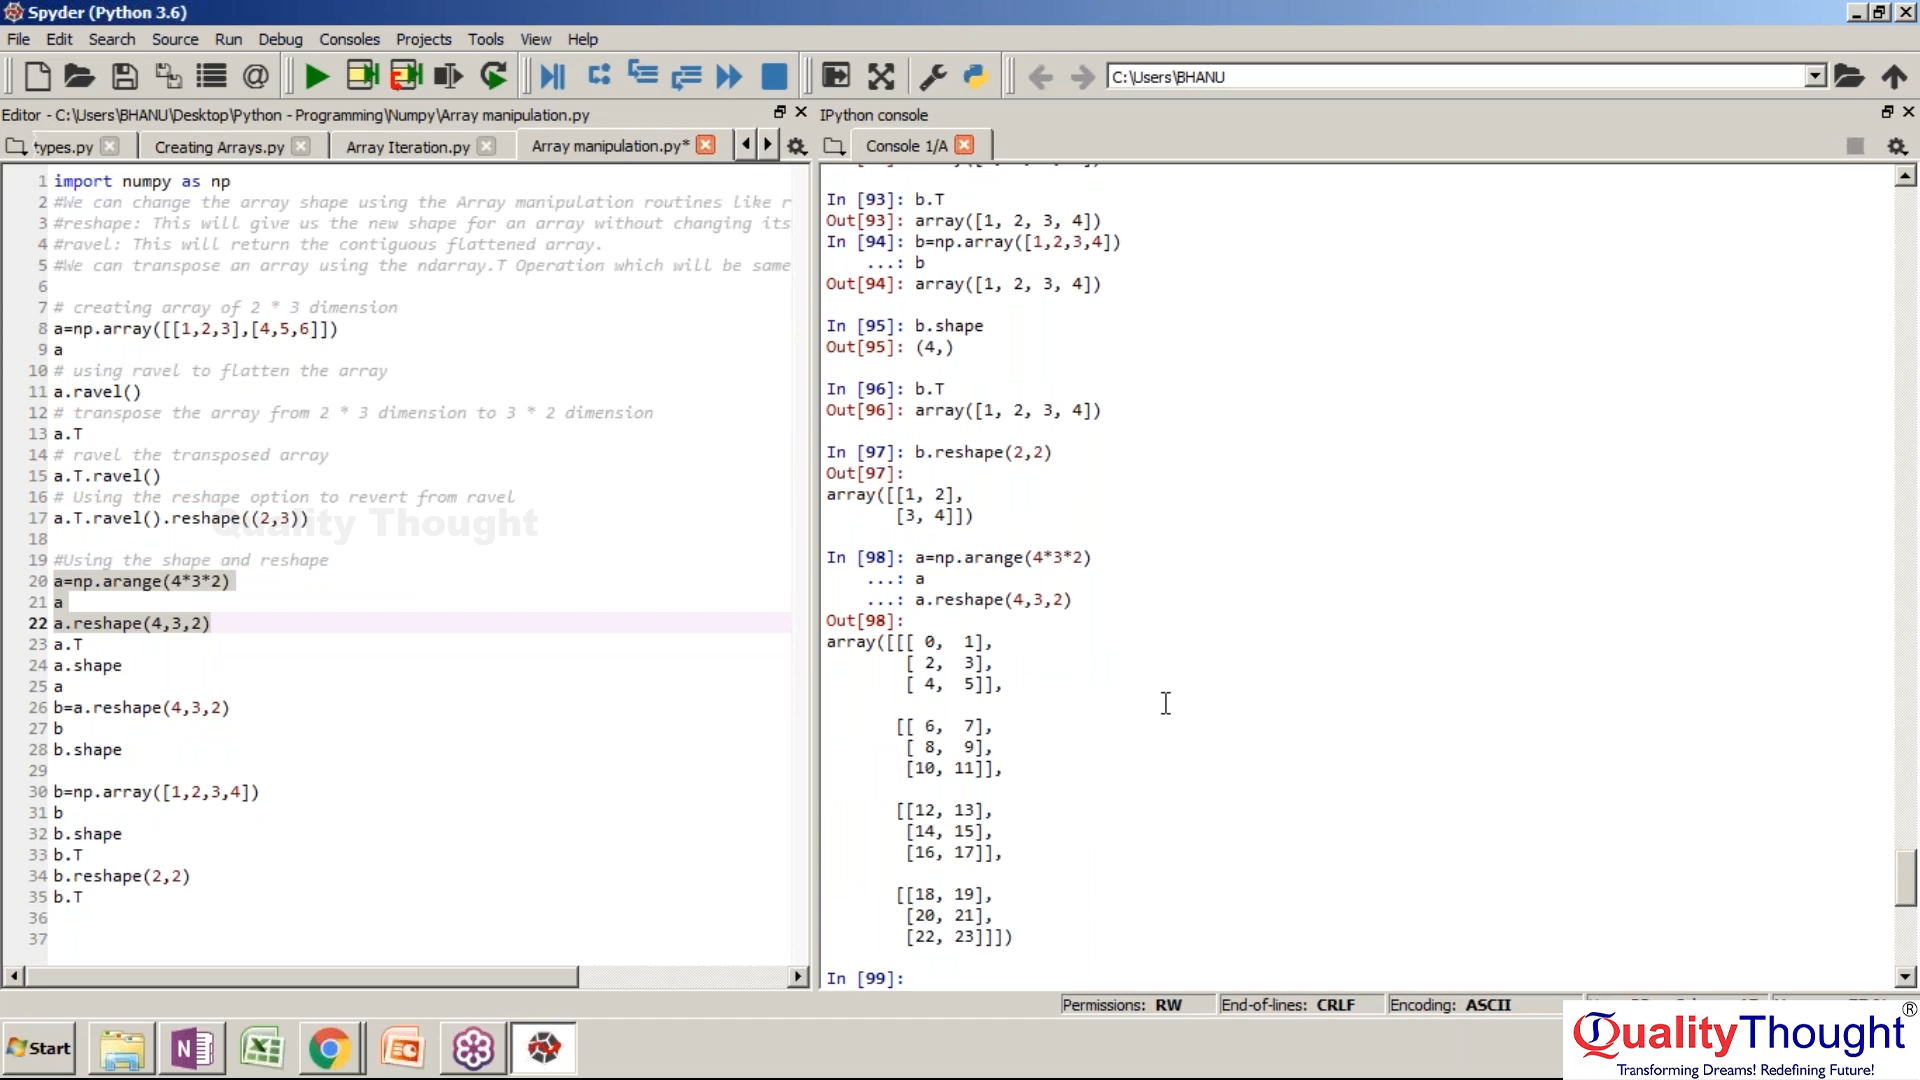 Spyder (Python 3.6)
File Edit Search Source Run Debug Consoles Projects Tools View Help
C:\Users\BHANU
Editor - C:\Users\BHANU\Desktop\Python - Programming\Numpy\Array manipulation.py
types.py Creating Arrays.py Array Iteration.py Array manipulation.py*
1 import numpy as np
2 #We can change the array shape using the Array manipulation routines like r
3 #reshape: This will give us the new shape for an array without changing its
4 #ravel: This will return the contiguous flattened array.
5 #We can transpose an array using the ndarray.T Operation which will be same
6
7 # creating array of 2 * 3 dimension
8 a=np.array([[1,2,3],[4,5,6]])
9 a
10 # using ravel to flatten the array
11 a.ravel()
12 # transpose the array from 2 * 3 dimension to 3 * 2 dimension
13 a.T
14 # ravel the transposed array
15 a.T.ravel()
16 # Using the reshape option to revert from ravel
17 a.T.ravel().reshape((2,3))
Quality Thought
18
19 #Using the shape and reshape
20 a=np.arange(4*3*2)
21 a
22 a.reshape(4,3,2)
23 a.T
24 a.shape
25 a
26 b=a.reshape(4,3,2)
27 b
28 b.shape
29
30 b=np.array([1,2,3,4])
31 b
32 b.shape
33 b.T
34 b.reshape(2,2)
35 b.T
36
37
IPython console
Console 1/A
In [93]: b.T
Out[93]: array([1, 2, 3, 4])
In [94]: b=np.array([1,2,3,4])
...: b
Out[94]: array([1, 2, 3, 4])
In [95]: b.shape
Out[95]: (4,)
In [96]: b.T
Out[96]: array([1, 2, 3, 4])
In [97]: b.reshape(2,2)
Out[97]:
array([[1, 2],
[3, 4]])
In [98]: a=np.arange(4*3*2)
...: a
...: a.reshape(4,3,2)
Out[98]:
array([[[ 0, 1],
[ 2, 3],
[ 4, 5]],
[[ 6, 7],
[ 8, 9],
[10, 11]],
[[12, 13],
[14, 15],
[16, 17]],
[[18, 19],
[20, 21],
[22, 23]]])
In [99]:
Permissions: RW End-of-lines: CRLF Encoding: ASCII
Start
QualityThought®
Transforming Dreams! Redefining Future!